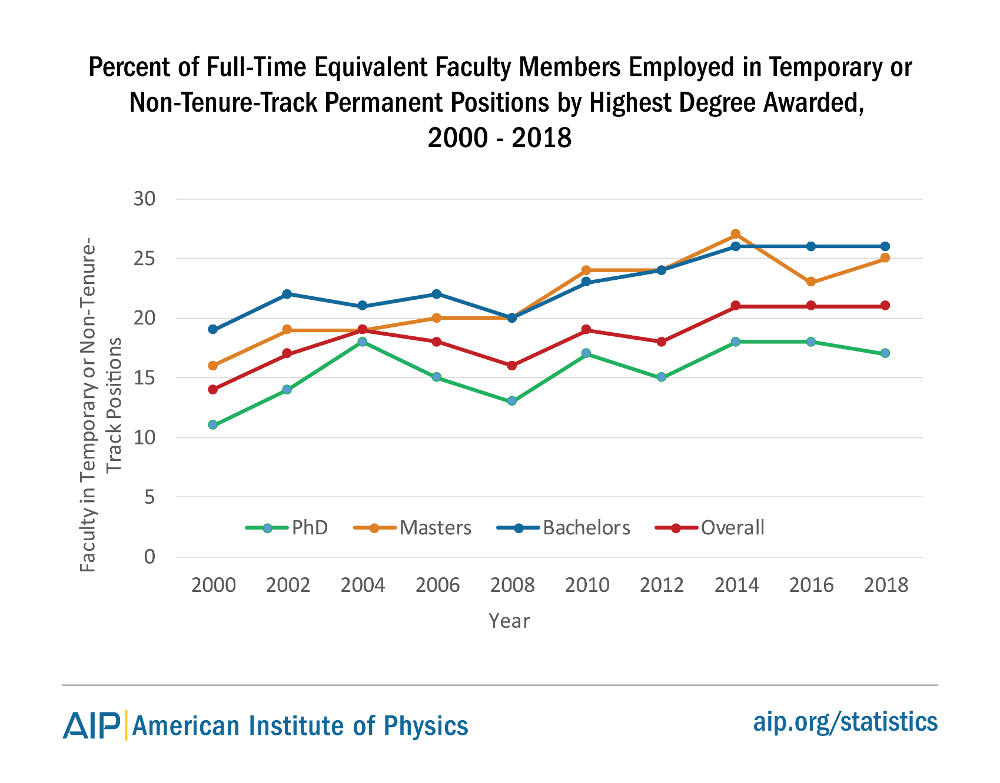 Percent of Full-Time Equivalent Faculty Members Employed in Temporary or
Non-Tenure-Track Permanent Positions by Highest Degree Awarded,
2000 - 2018
Faculty in Temporary or Non-Tenure-
Track Positions
30
25
20
15
10
5
0
PhD Masters Bachelors Overall
2000 2002 2004 2006 2008 2010 2012 2014 2016 2018
Year
AIP American Institute of Physics
aip.org/statistics